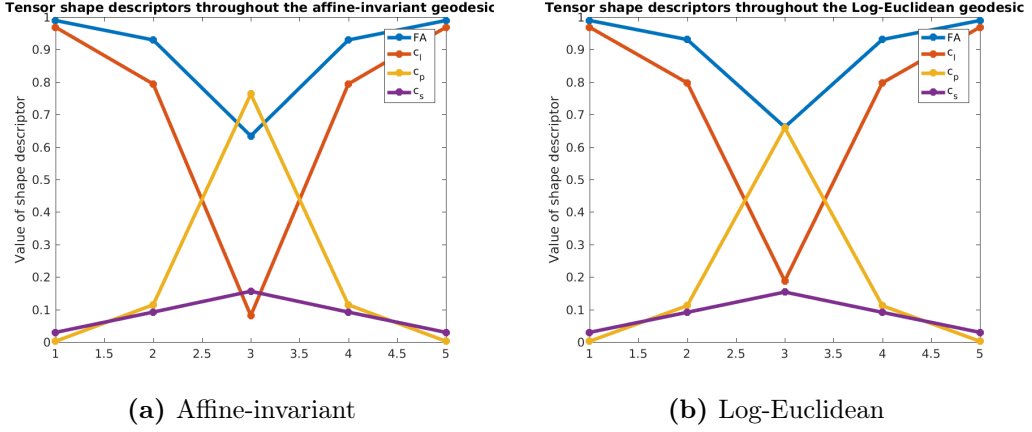 Tensor shape descriptors throughout the affine-invariant geodesic
1
0.9
0.8
0.7
0.6
0.5
0.4
0.3
0.2
0.1
0
Value of shape descriptor
FA
c_l
c_p
c_s
1 1.5 2 2.5 3 3.5 4 4.5 5
(a) Affine-invariant
Tensor shape descriptors throughout the Log-Euclidean geodesic
1
0.9
0.8
0.7
0.6
0.5
0.4
0.3
0.2
0.1
0
Value of shape descriptor
FA
c_l
c_p
c_s
1 1.5 2 2.5 3 3.5 4 4.5 5
(b) Log-Euclidean